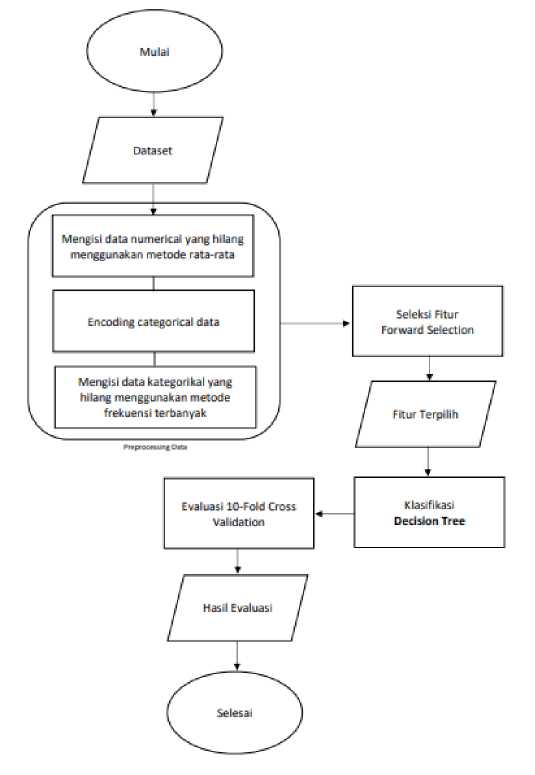 Mulai
Dataset
Mengisi data numerical yang hilang
menggunakan metode rata-rata
Encoding categorical data
Mengisi data kategorikal yang
hilang menggunakan metode
frekuensi terbanyak
Preprocessing Data
Seleksi Fitur
Forward Selection
Fitur Terpilih
Klasifikasi
Decision Tree
Evaluasi 10-Fold Cross
Validation
Hasil Evaluasi
Selesai